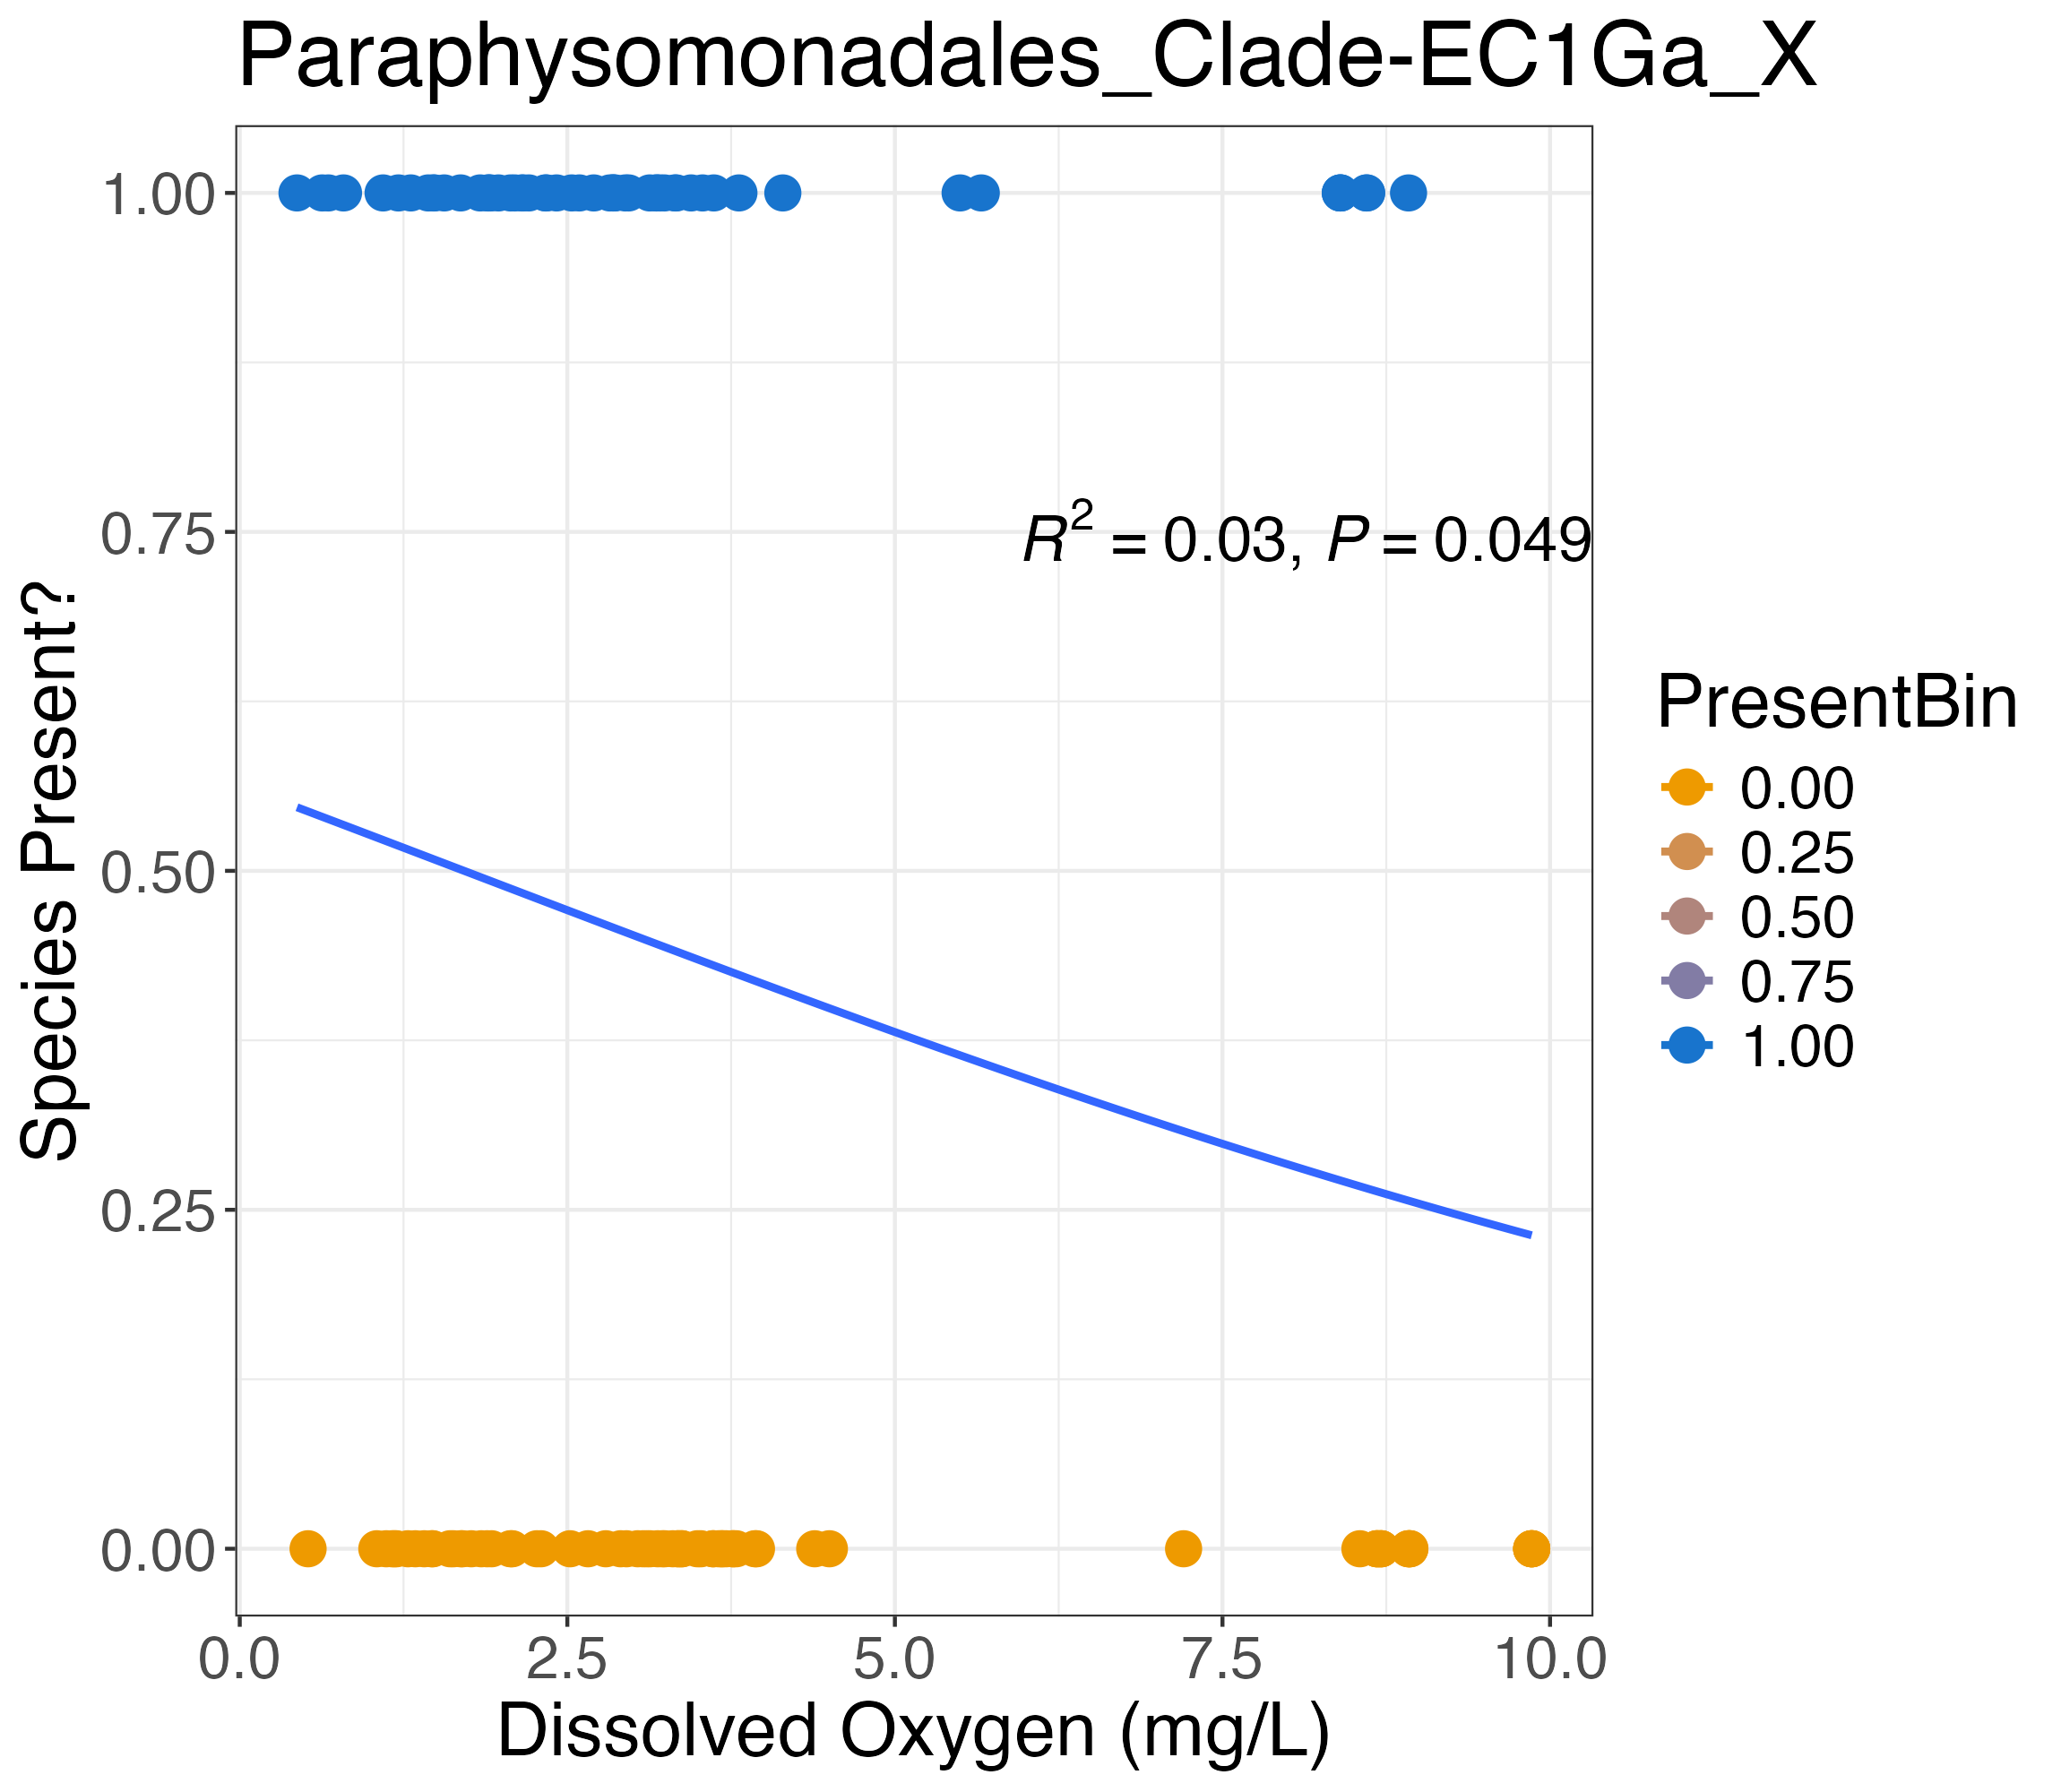 Paraphysomonadales_Clade-EC1Ga_X
1.00
0.75
0.50
0.25
0.00
Species Present?
R² = 0.03, P = 0.049
0.0 2.5 5.0 7.5 10.0
Dissolved Oxygen (mg/L)
PresentBin
0.00
0.25
0.50
0.75
1.00